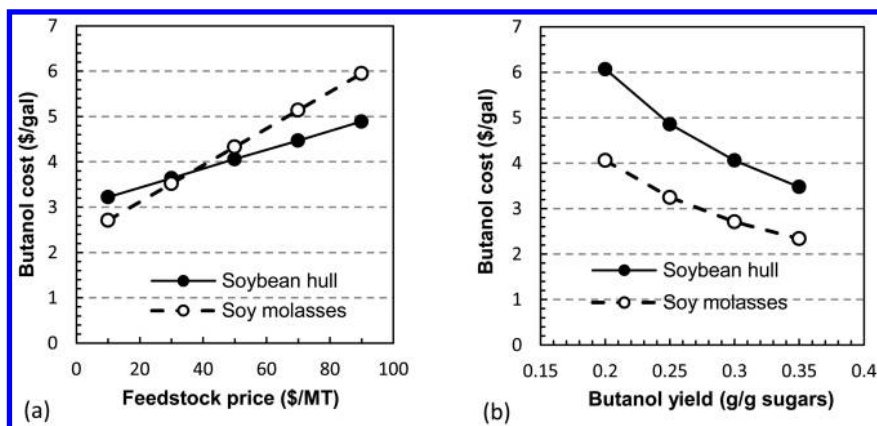 7
6
5
4
3
2
1
0
Butanol cost ($/gal)
Soybean hull
Soy molasses
0 20 40 60 80 100
Feedstock price ($/MT)
(a)
7
6
5
4
3
2
1
0
Butanol cost ($/gal)
Soybean hull
Soy molasses
0.15 0.2 0.25 0.3 0.35 0.4
Butanol yield (g/g sugars)
(b)